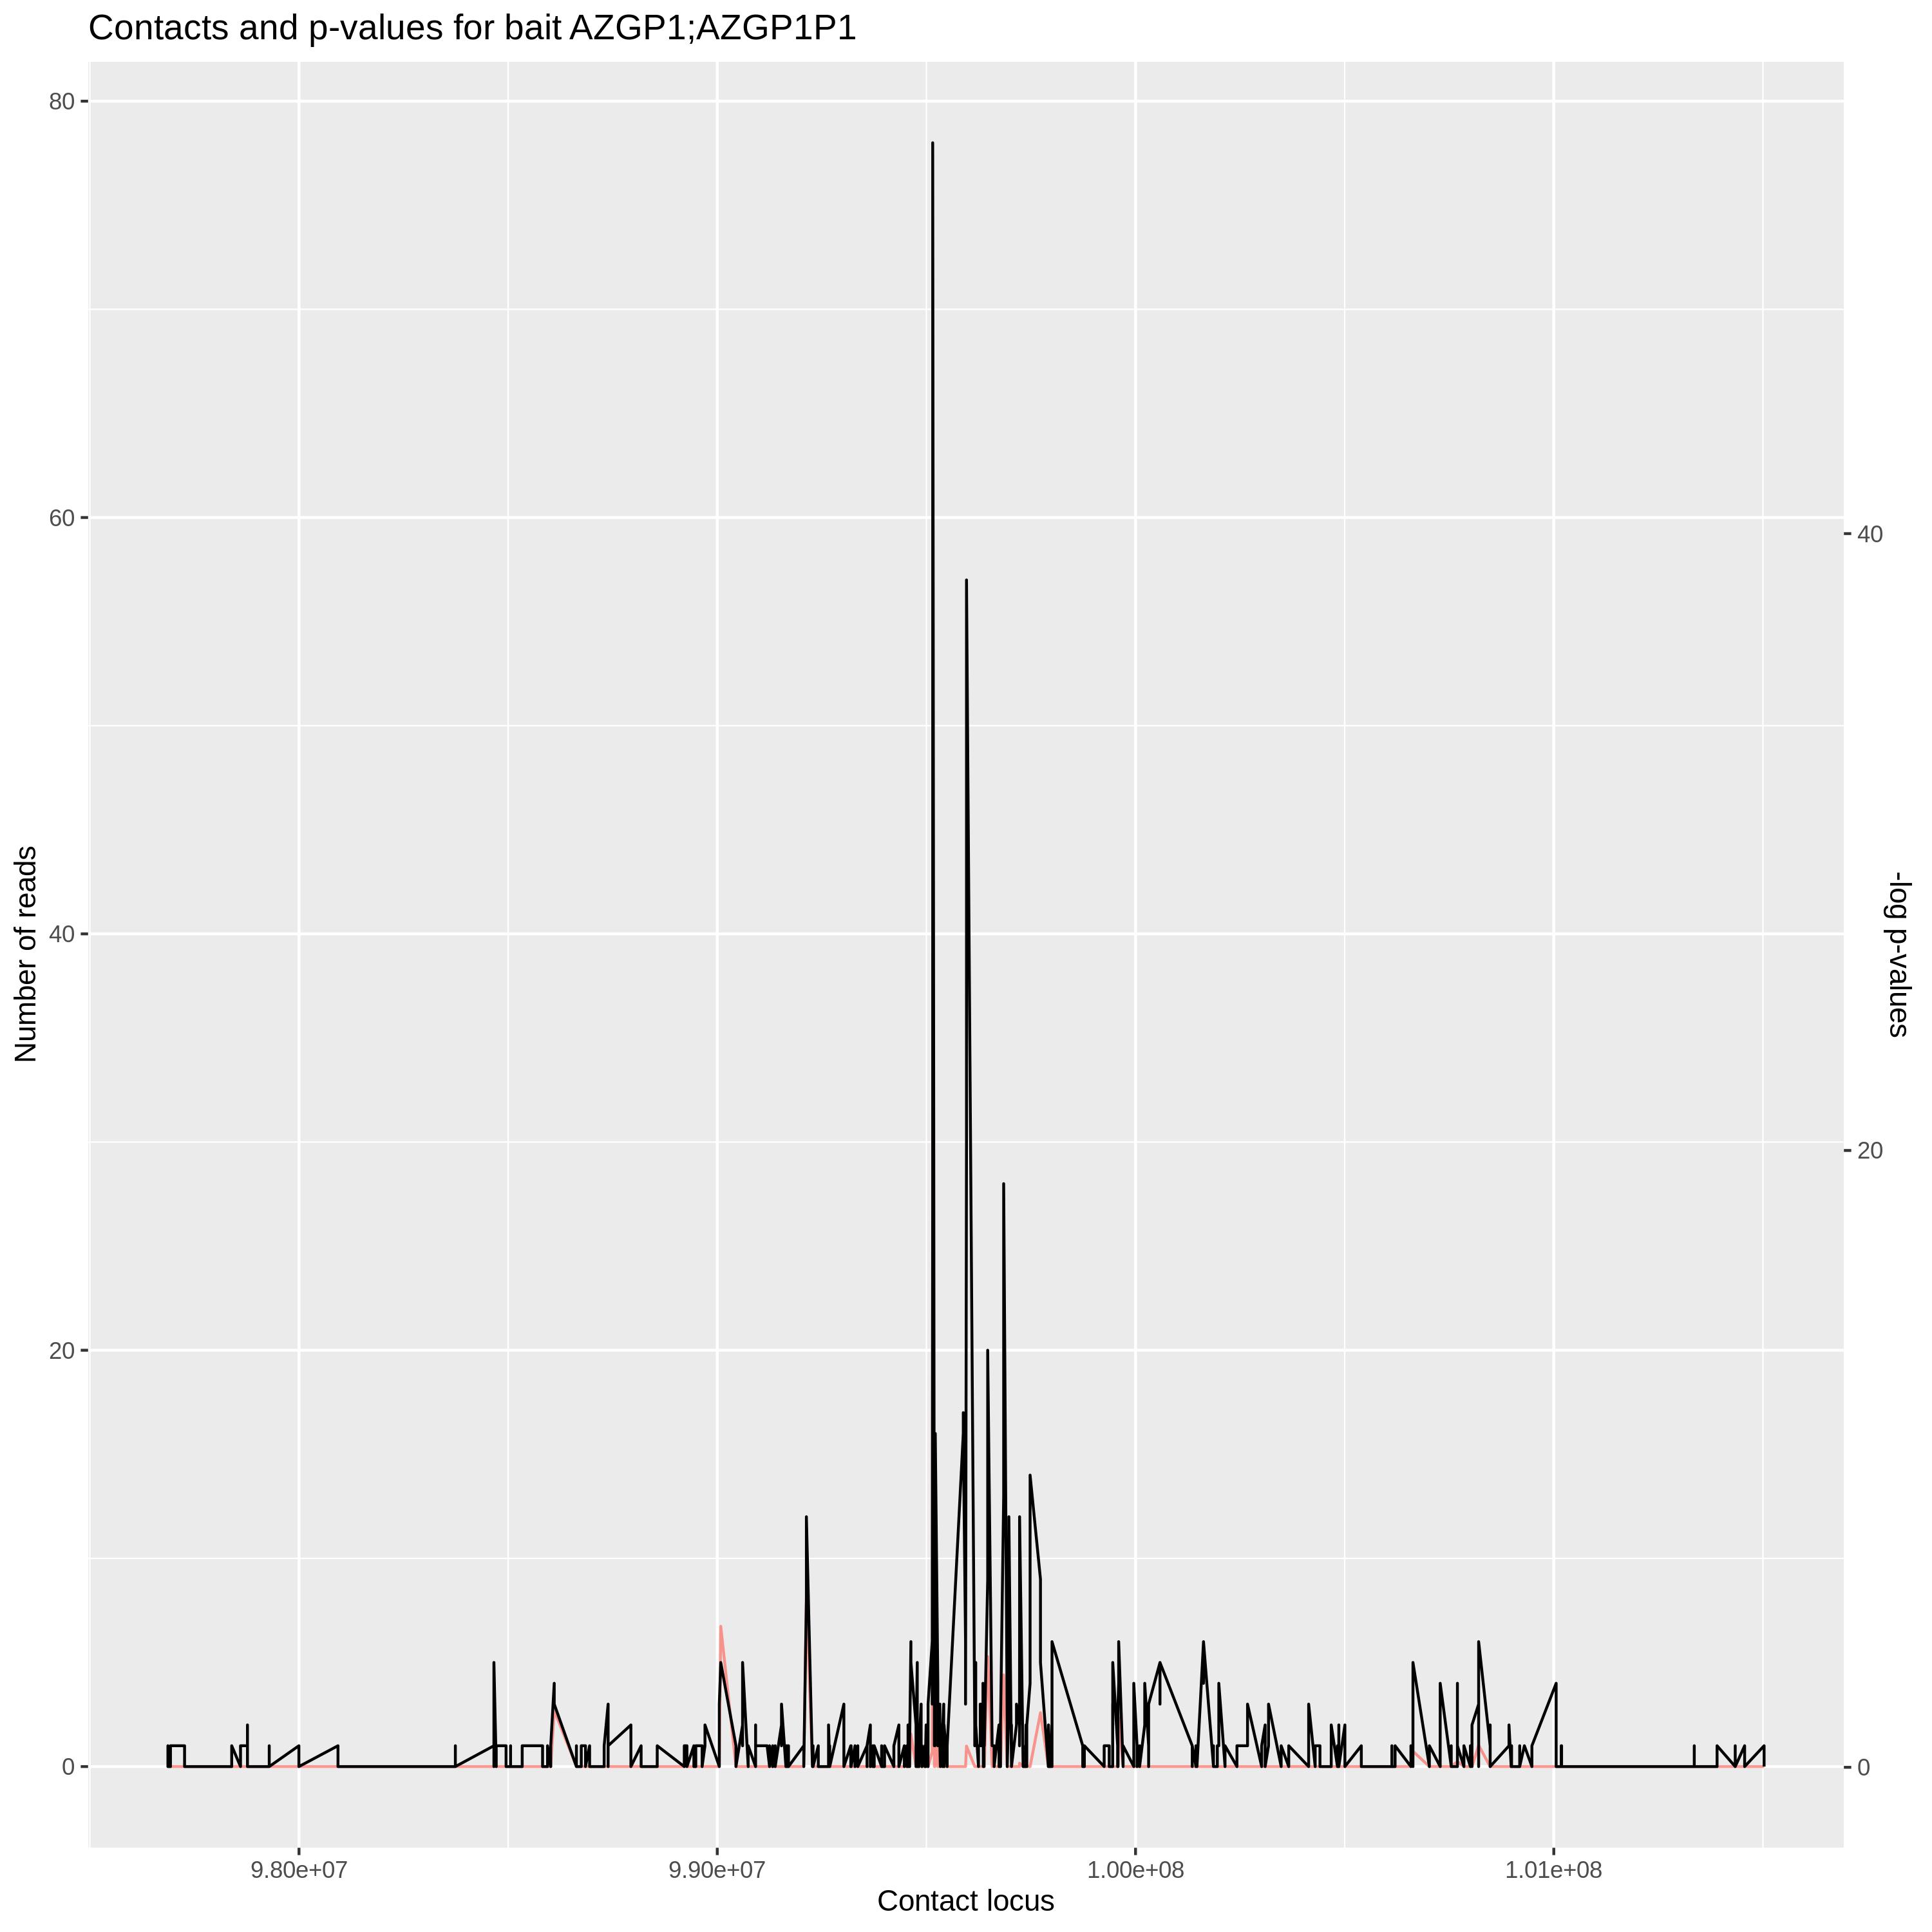 Contacts and p-values for bait AZGP1;AZGP1P1
80
60
40
20
0
Number of reads
40
20
0
-log p-values
9.80e+07
9.90e+07
1.00e+08
1.01e+08
Contact locus